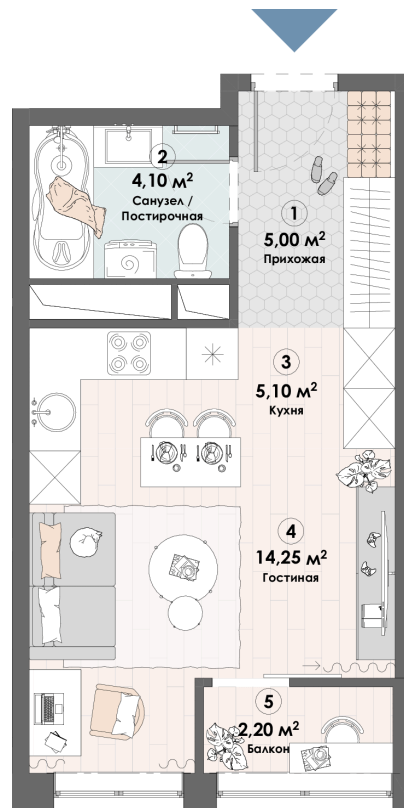 2
4,10 м²
Санузел /
Постирочная
1
5,00 м²
Прихожая
3
5,10 м²
Кухня
4
14,25 м²
Гостиная
5
2,20 м²
Балкон